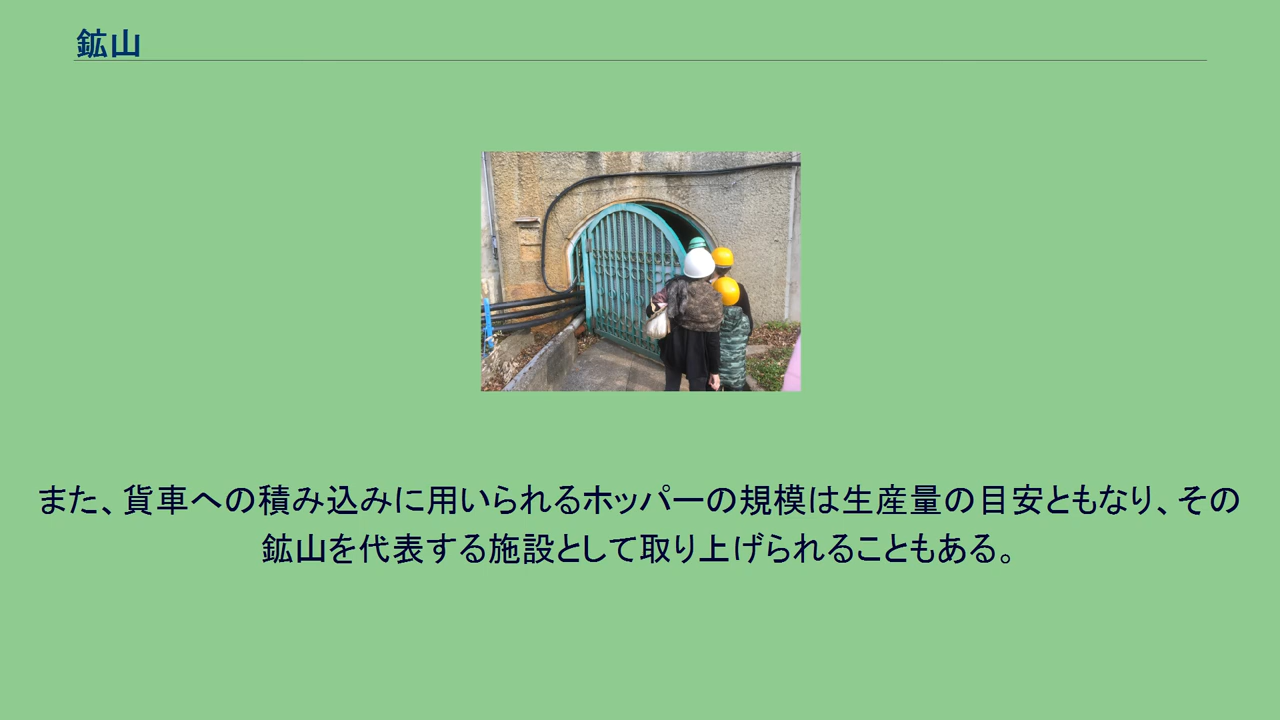 鉱山
また、貨車への積み込みに用いられるホッパーの規模は生産量の目安ともなり、その
鉱山を代表する施設として取り上げられることもある。